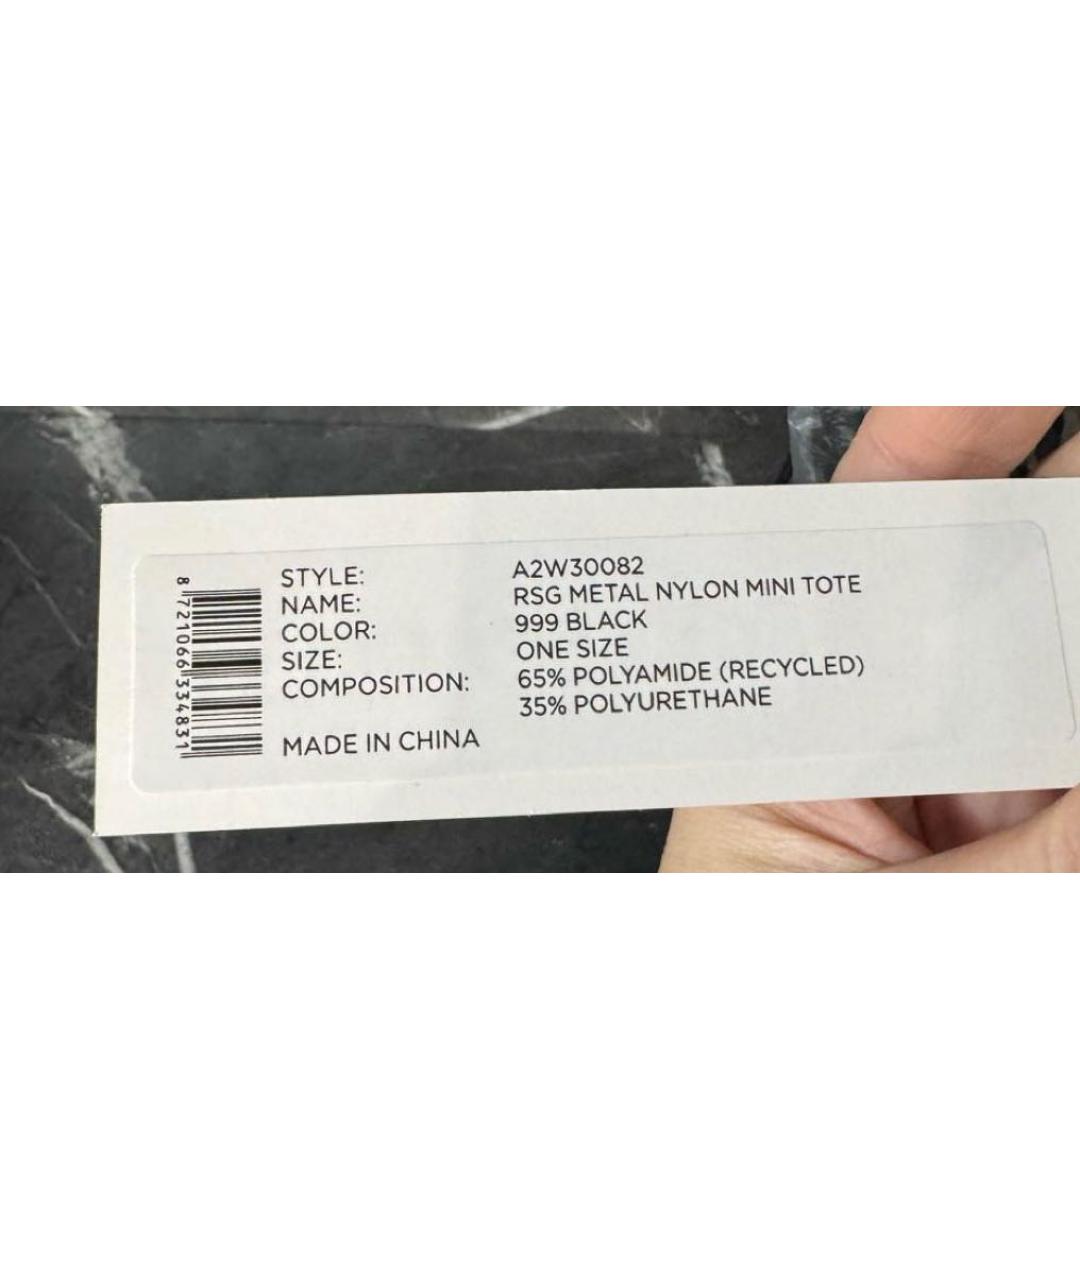 STYLE: A2W30082
NAME: RSG METAL NYLON MINI TOTE
COLOR: 999 BLACK
SIZE: ONE SIZE
COMPOSITION: 65% POLYAMIDE (RECYCLED)
35% POLYURETHANE
MADE IN CHINA
8 721066 334831